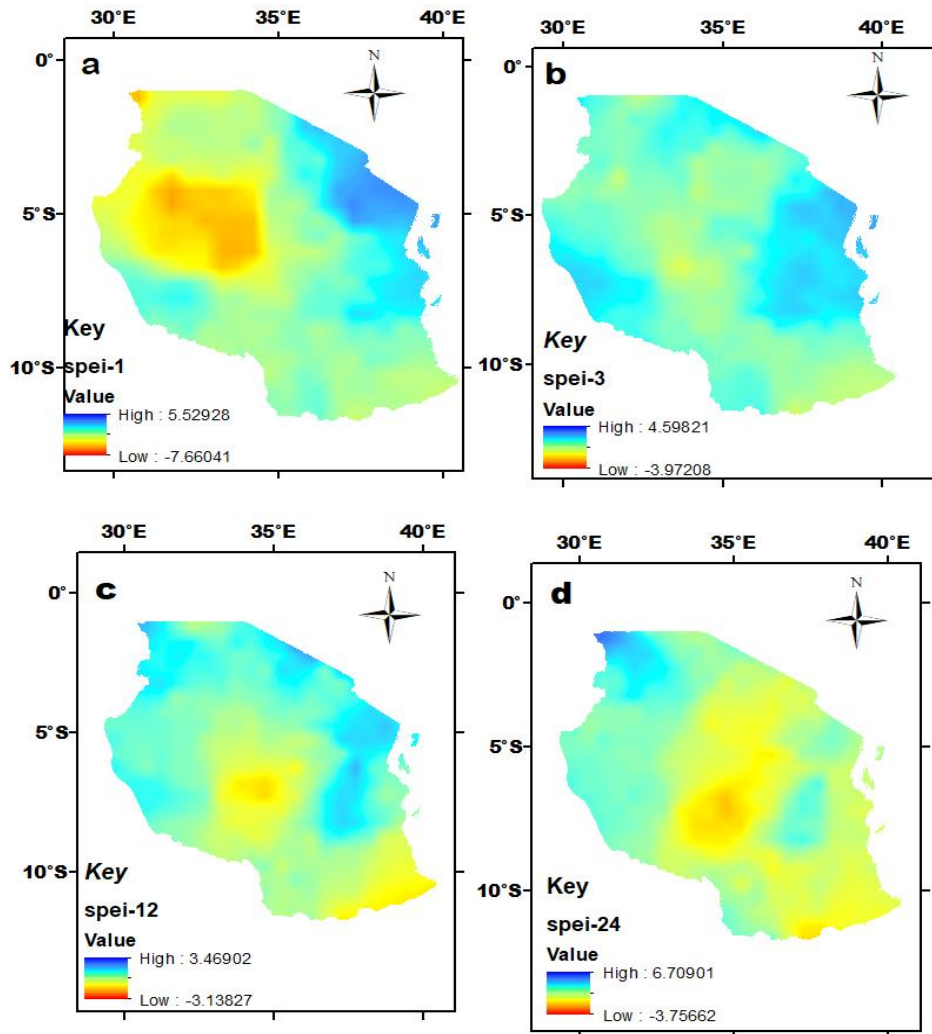 30°E 35°E 40°E
a
N
0°
5°S
10°S
Key
spei-1
Value
High : 5.52928
Low : -7.66041
30°E 35°E 40°E
b
N
0°
5°S
10°S
Key
spei-3
Value
High : 4.59821
Low : -3.97208
30°E 35°E 40°E
c
N
0°
5°S
10°S
Key
spei-12
Value
High : 3.46902
Low : -3.13827
30°E 35°E 40°E
d
N
0°
5°S
10°S
Key
spei-24
Value
High : 6.70901
Low : -3.75662